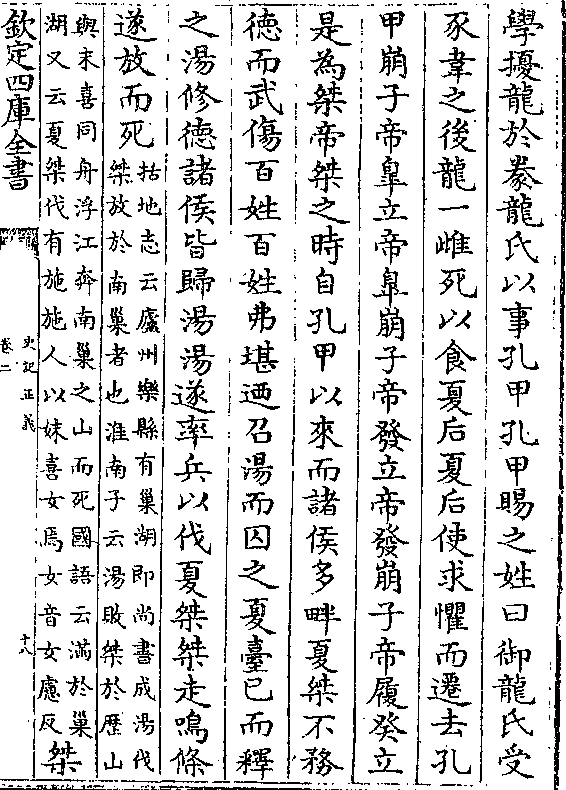 學擾龍於豢龍氏以事孔甲孔甲賜之姓曰御龍氏受
豕韋之後龍一雌死以食夏后夏后使求懼而遷去孔
甲崩子帝皐立帝皐崩子帝發立帝發崩子帝履癸立
是為桀帝桀之時自孔甲以來而諸侯多畔夏桀不務
德而武傷百姓百姓弗堪迺召湯而囚之夏臺已而釋
之湯修德諸侯皆歸湯湯遂率兵以伐夏桀桀走鳴條
遂放而死
括地志云廬州樂縣有巢湖即尚書成湯伐
桀放於南巢者也淮南子云湯敗桀於歴山
與末喜同舟浮江奔南巢之山而死國語云滿於巢
湖又云夏桀伐有施施人以妹喜女焉女音女慮反
桀
欽定四庫全書
史記正義
卷二
十八